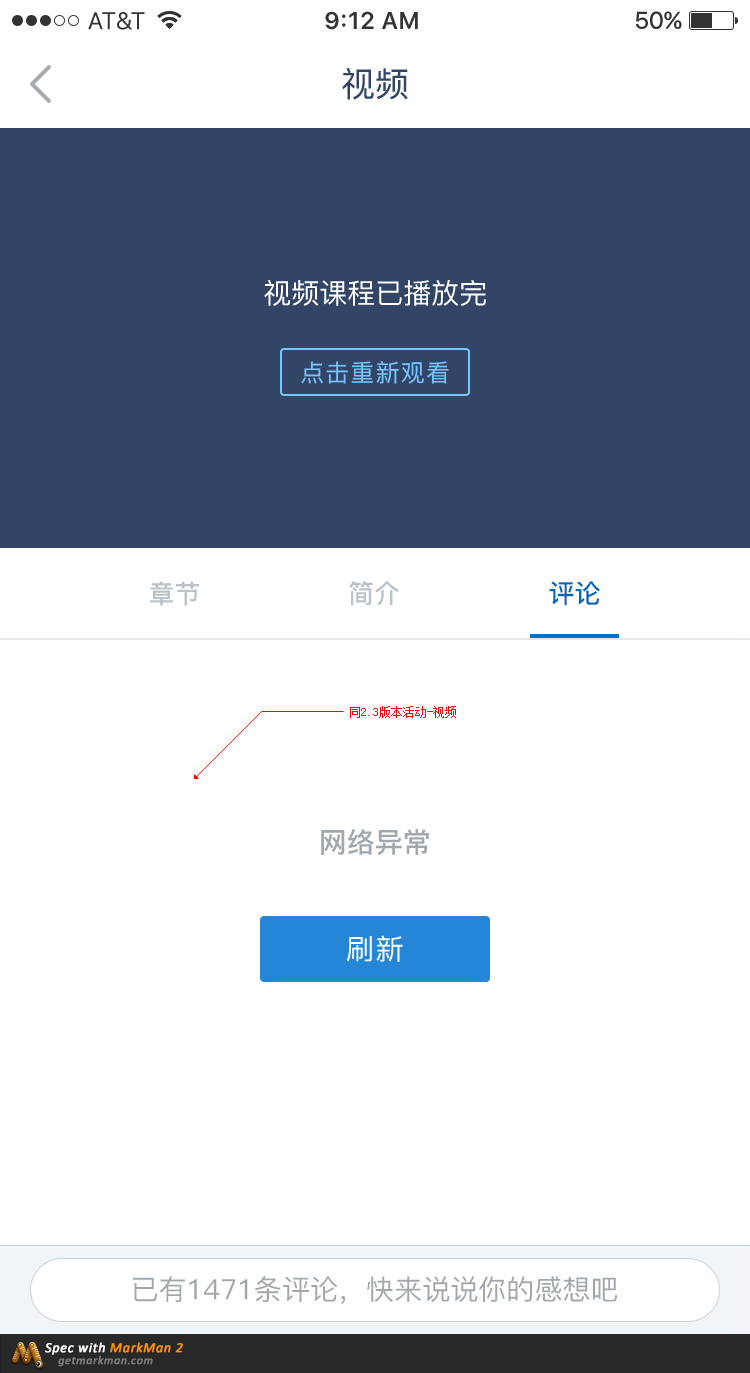 AT&T 9:12 AM 50%
视频
视频课程已播放完
点击重新观看
章节 简介 评论
同2.3版本活动-视频
网络异常
刷新
已有1471条评论，快来说说你的感想吧
Spec with MarkMan 2
getmarkman.com